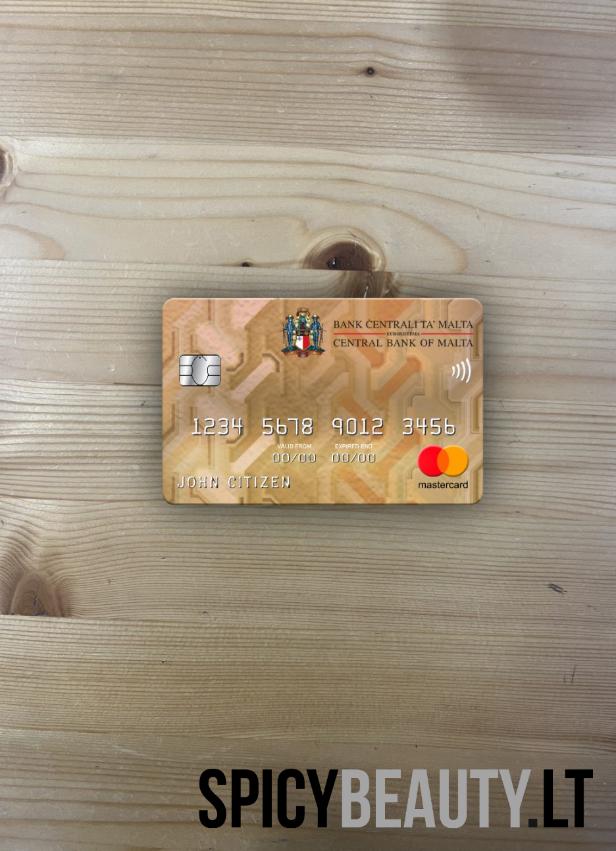 BANK ĊENTRALI TA' MALTA
EUROSISTEMA
CENTRAL BANK OF MALTA
1234 5678 9012 3456
VALID FROM EXPIRES END
00/00 00/00
JOHN CITIZEN
mastercard
SPICYBEAUTY.LT